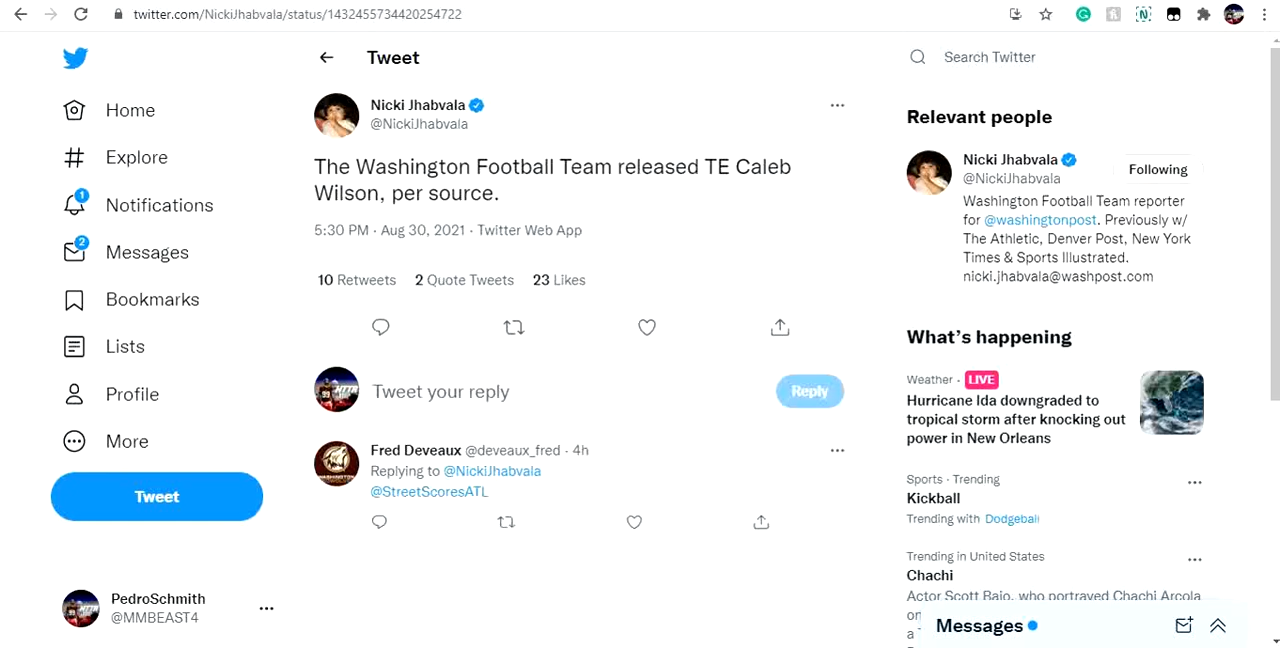 twitter.com/NickiJhabvala/status/1432455734420254722
Home
Explore
1
Notifications
2
Messages
Bookmarks
Lists
Profile
More
Tweet
PedroSchmith
@MMBEAST4
Tweet
Nicki Jhabvala
@NickiJhabvala
The Washington Football Team released TE Caleb
Wilson, per source.
5:30 PM · Aug 30, 2021 · Twitter Web App
10 Retweets 2 Quote Tweets 23 Likes
Tweet your reply
Reply
Fred Deveaux @deveaux_fred · 4h
Replying to @NickiJhabvala
@StreetScoresATL
Search Twitter
Relevant people
Nicki Jhabvala
@NickiJhabvala
Following
Washington Football Team reporter
for @washingtonpost. Previously w/
The Athletic, Denver Post, New York
Times & Sports Illustrated.
nicki.jhabvala@washpost.com
What's happening
Weather · LIVE
Hurricane Ida downgraded to
tropical storm after knocking out
power in New Orleans
Sports · Trending
Kickball
Trending with Dodgeball
Trending in United States
Chachi
Actor Scott Baio, who portrayed Chachi Arcola
on
a
Messages